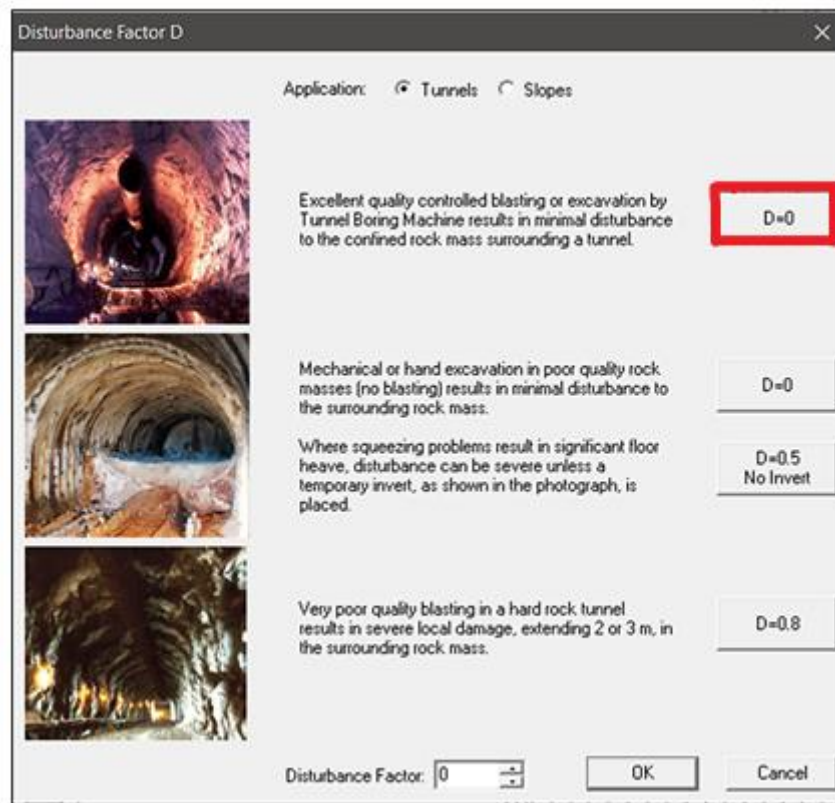 Disturbance Factor D
Application: Tunnels Slopes
Excellent quality controlled blasting or excavation by
Tunnel Boring Machine results in minimal disturbance
to the confined rock mass surrounding a tunnel.
D=0
Mechanical or hand excavation in poor quality rock
masses (no blasting) results in minimal disturbance to
the surrounding rock mass.
D=0
Where squeezing problems result in significant floor
heave, disturbance can be severe unless a
temporary invert, as shown in the photograph, is
placed.
D=0.5
No Invert
Very poor quality blasting in a hard rock tunnel
results in severe local damage, extending 2 or 3 m, in
the surrounding rock mass.
D=0.8
Disturbance Factor: 0
OK
Cancel